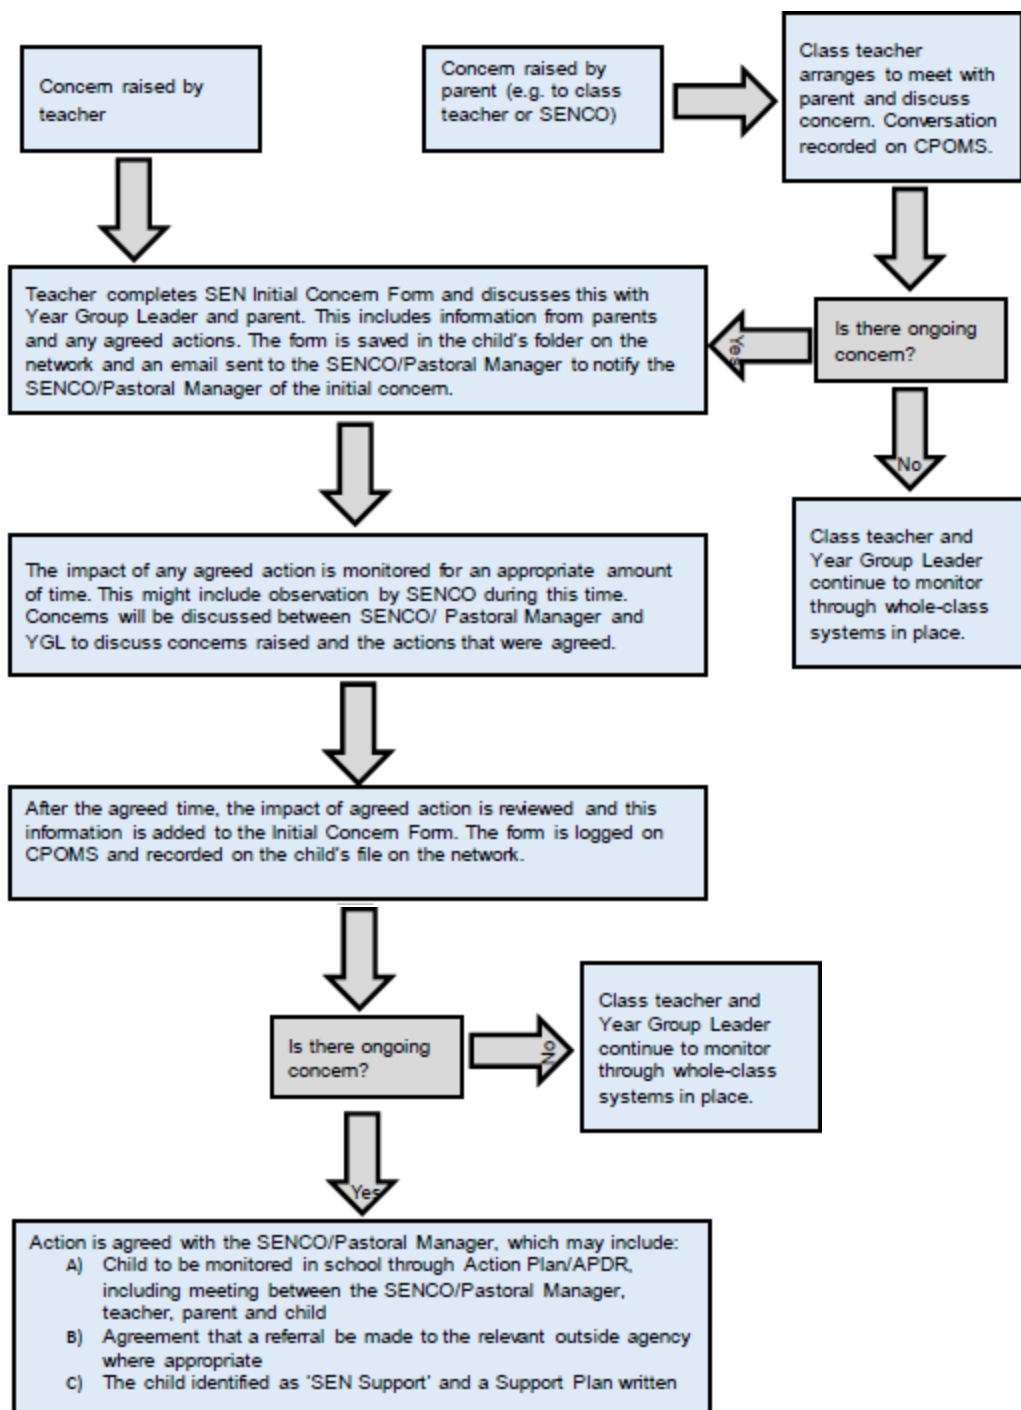 Concern raised by
teacher
Concern raised by
parent (e.g. to class
teacher or SENCO)
Class teacher
arranges to meet with
parent and discuss
concern. Conversation
recorded on CPOMS.
Teacher completes SEN Initial Concern Form and discusses this with
Year Group Leader and parent. This includes information from parents
and any agreed actions. The form is saved in the child's folder on the
network and an email sent to the SENCO/Pastoral Manager to notify the
SENCO/Pastoral Manager of the initial concern.
Yes
Is there ongoing
concern?
No
Class teacher and
Year Group Leader
continue to monitor
through whole-class
systems in place.
The impact of any agreed action is monitored for an appropriate amount
of time. This might include observation by SENCO during this time.
Concerns will be discussed between SENCO/ Pastoral Manager and
YGL to discuss concerns raised and the actions that were agreed.
After the agreed time, the impact of agreed action is reviewed and this
information is added to the Initial Concern Form. The form is logged on
CPOMS and recorded on the child's file on the network.
Is there ongoing
concern?
No
Class teacher and
Year Group Leader
continue to monitor
through whole-class
systems in place.
Yes
Action is agreed with the SENCO/Pastoral Manager, which may include:
A) Child to be monitored in school through Action Plan/APDR,
including meeting between the SENCO/Pastoral Manager,
teacher, parent and child
B) Agreement that a referral be made to the relevant outside agency
where appropriate
C) The child identified as 'SEN Support' and a Support Plan written